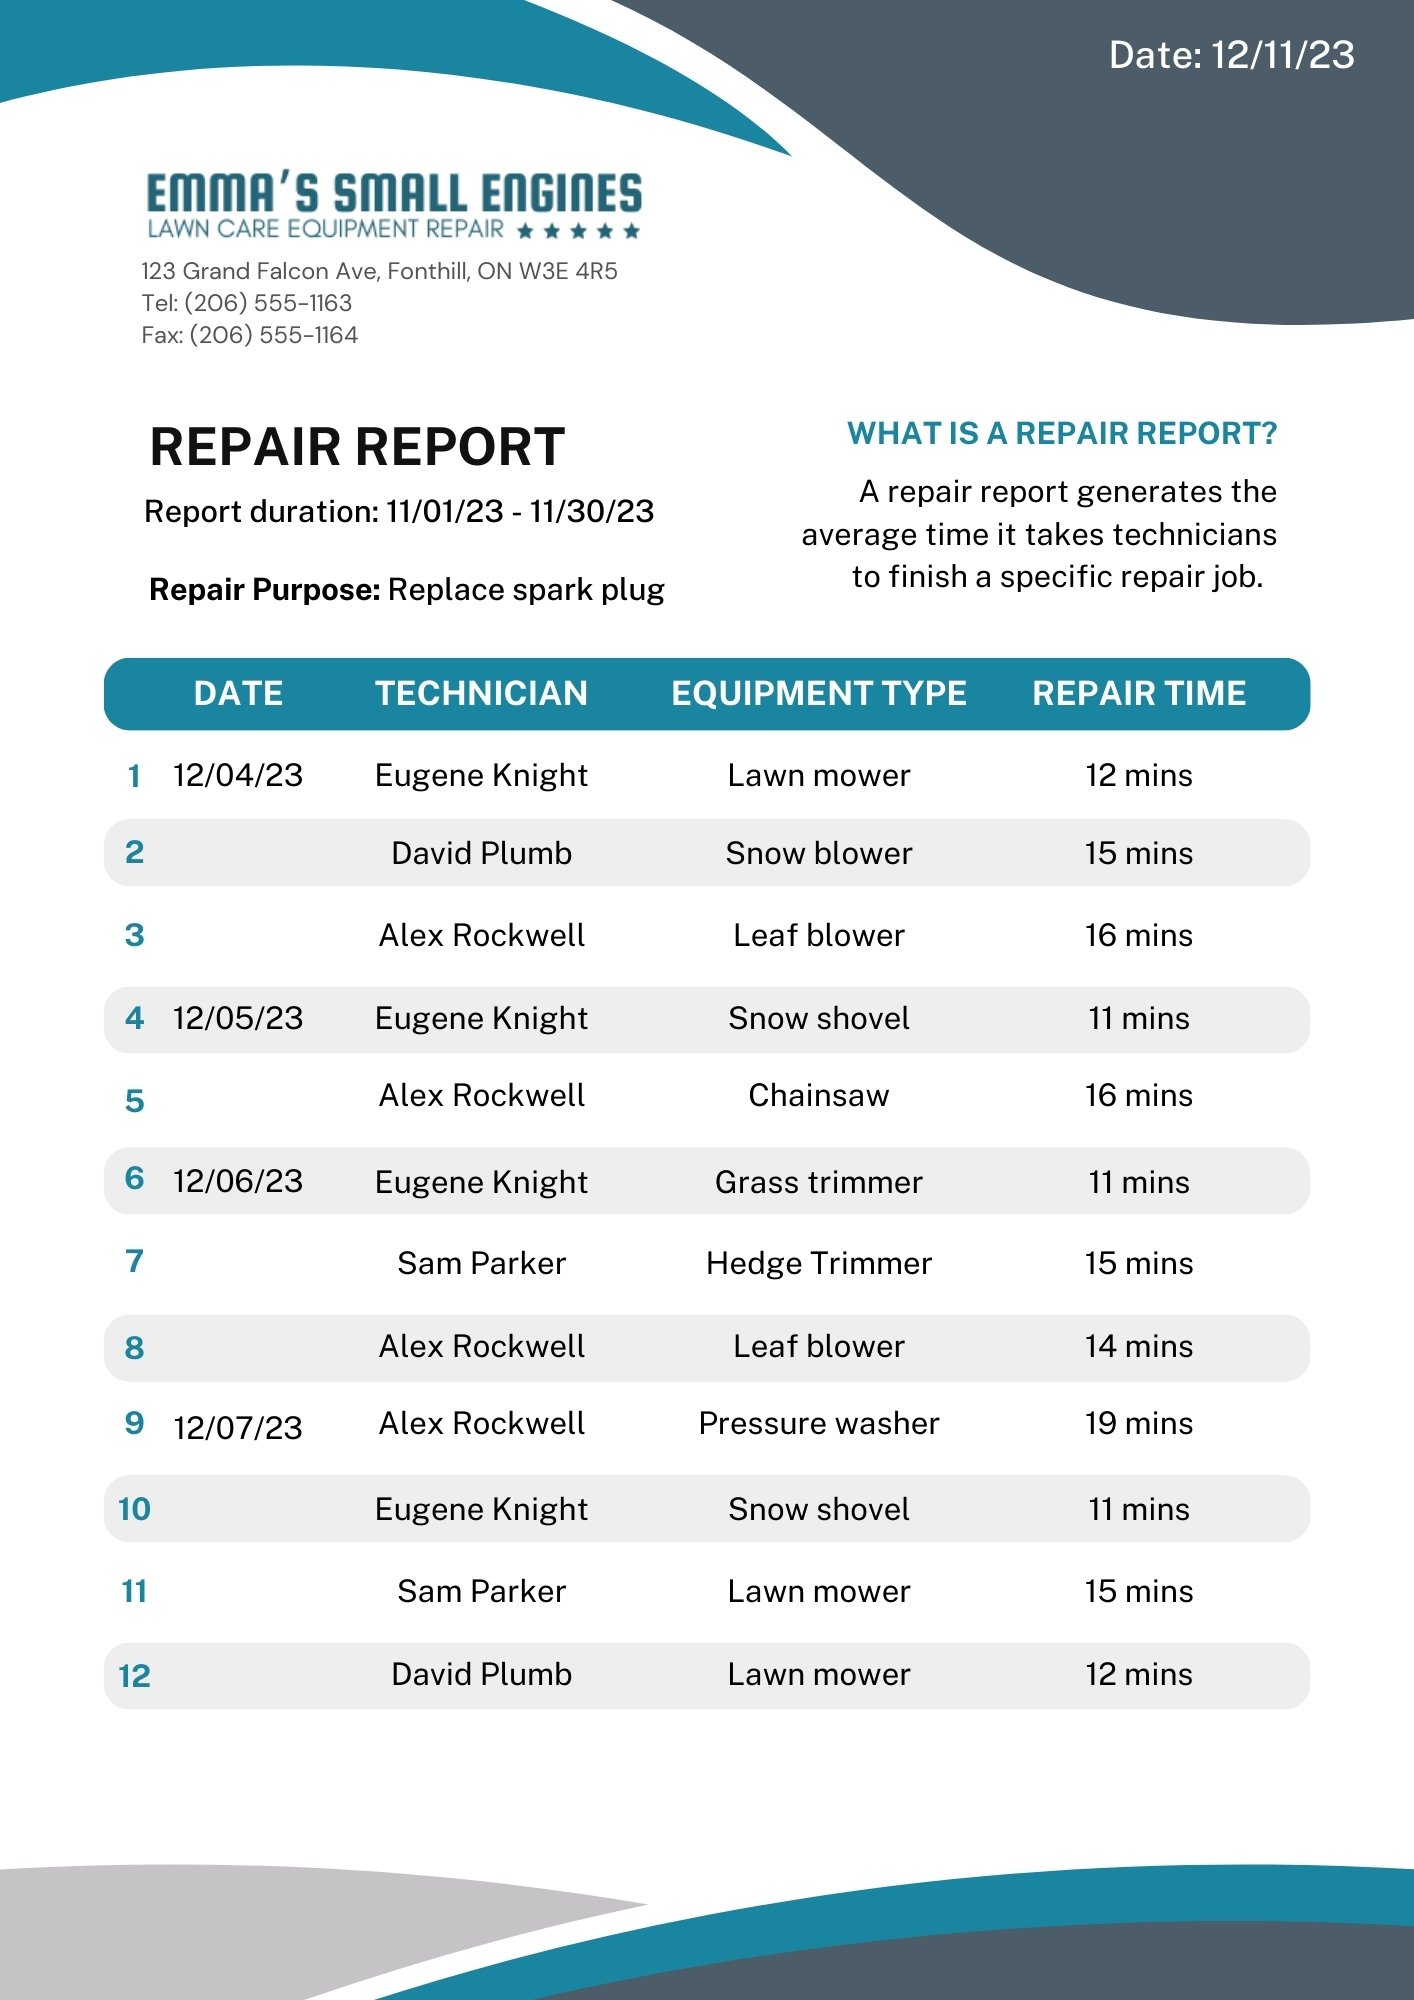 Date: 12/11/23
EMMA'S SMALL ENGINES
LAWN CARE EQUIPMENT REPAIR ★★★★★
123 Grand Falcon Ave, Fonthill, ON W3E 4R5
Tel: (206) 555-1163
Fax: (206) 555-1164
REPAIR REPORT
Report duration: 11/01/23 - 11/30/23
Repair Purpose: Replace spark plug
WHAT IS A REPAIR REPORT?
A repair report generates the
average time it takes technicians
to finish a specific repair job.
DATE TECHNICIAN EQUIPMENT TYPE REPAIR TIME
1 12/04/23 Eugene Knight Lawn mower 12 mins
2 David Plumb Snow blower 15 mins
3 Alex Rockwell Leaf blower 16 mins
4 12/05/23 Eugene Knight Snow shovel 11 mins
5 Alex Rockwell Chainsaw 16 mins
6 12/06/23 Eugene Knight Grass trimmer 11 mins
7 Sam Parker Hedge Trimmer 15 mins
8 Alex Rockwell Leaf blower 14 mins
9 12/07/23 Alex Rockwell Pressure washer 19 mins
10 Eugene Knight Snow shovel 11 mins
11 Sam Parker Lawn mower 15 mins
12 David Plumb Lawn mower 12 mins